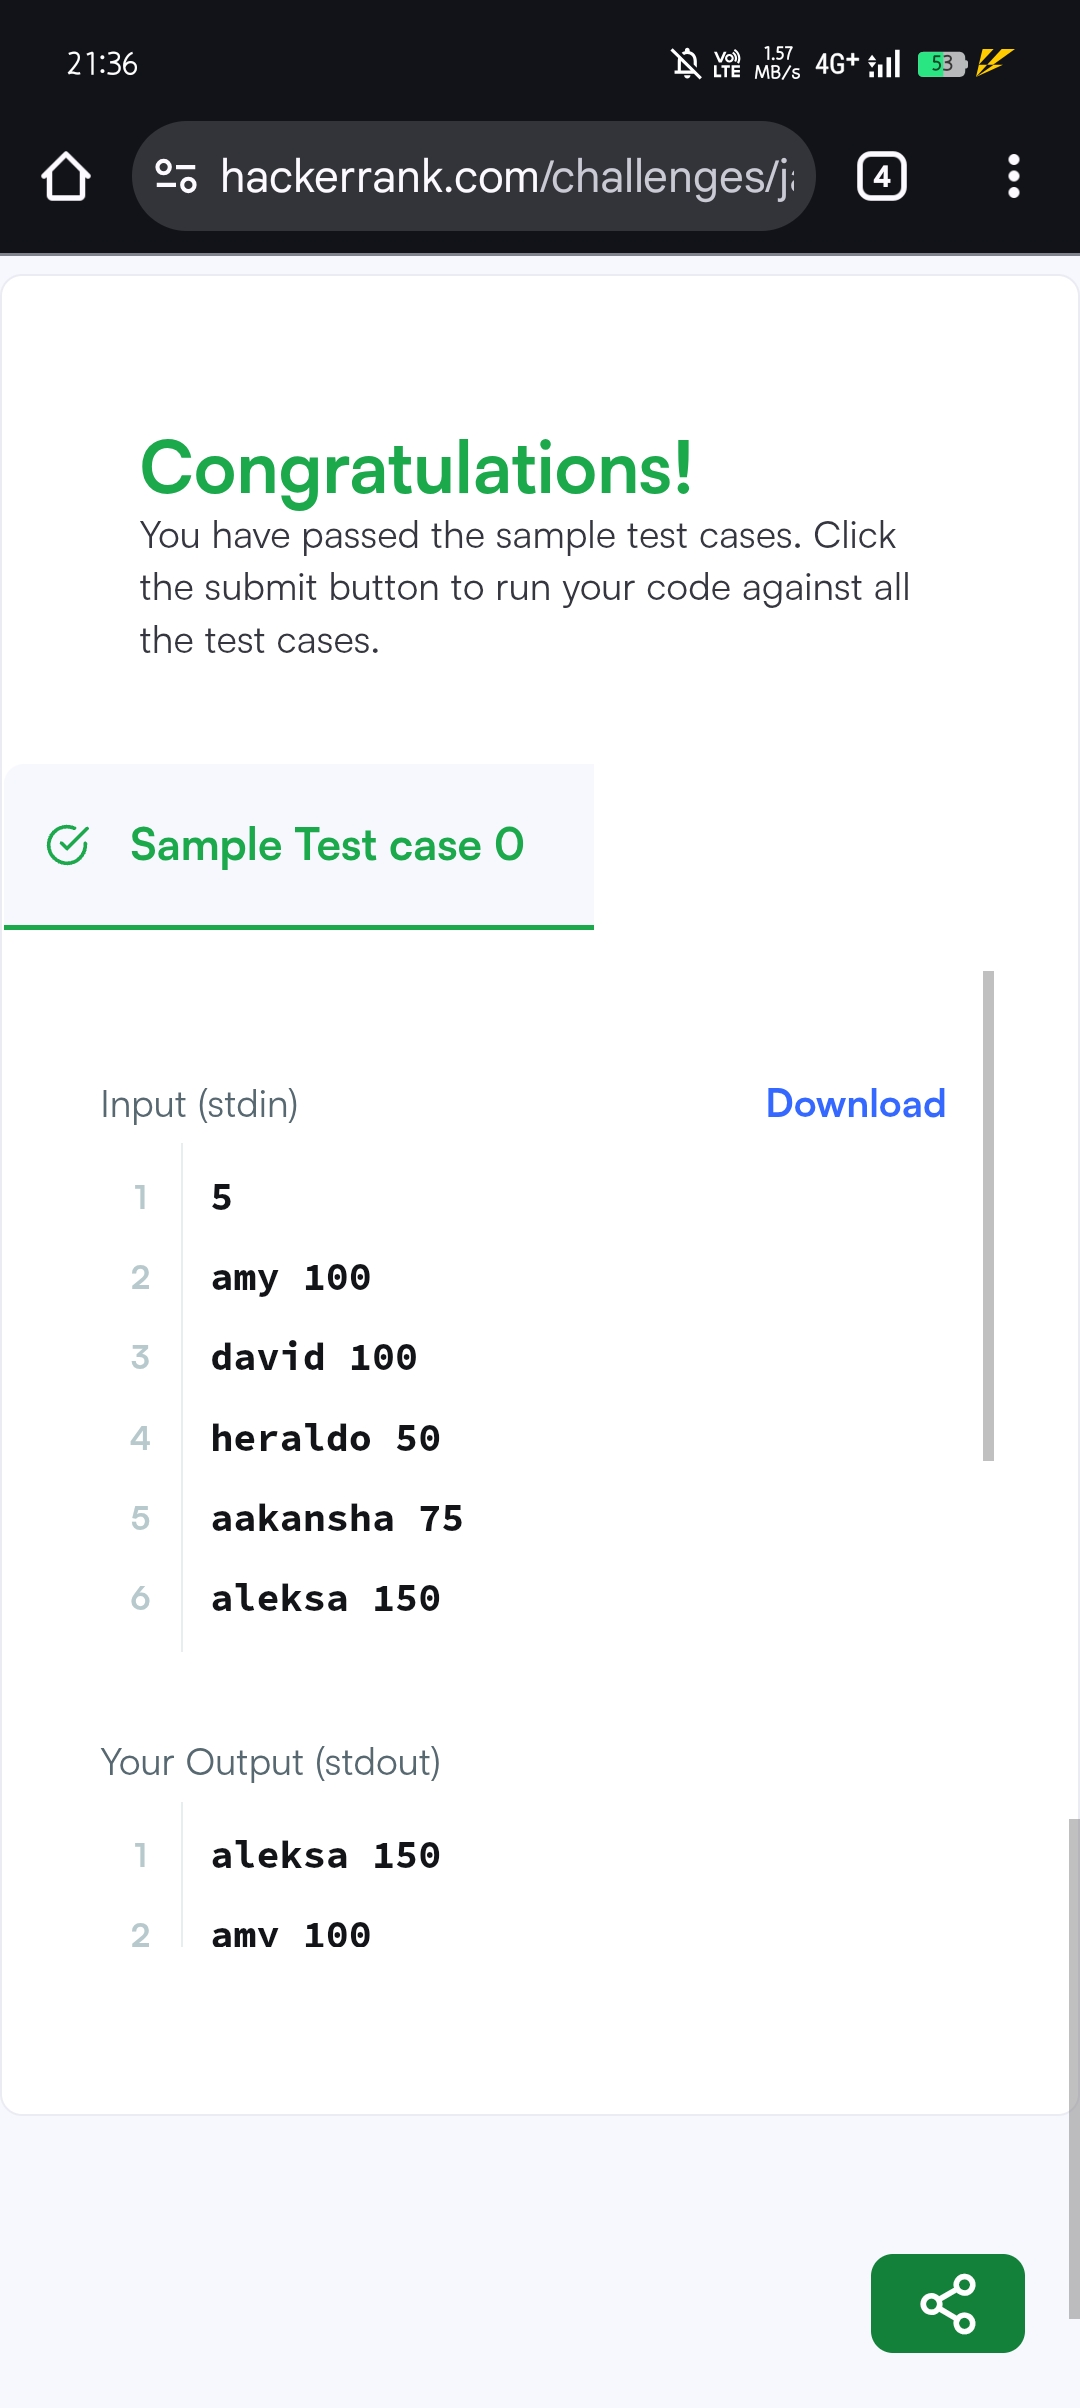 21:36
Vo)) LTE
1.57 MB/s
4G+
53
hackerrank.com/challenges/j
4
Congratulations!
You have passed the sample test cases. Click
the submit button to run your code against all
the test cases.
Sample Test case 0
Input (stdin)
Download
1 5
2 amy 100
3 david 100
4 heraldo 50
5 aakansha 75
6 aleksa 150
Your Output (stdout)
1 aleksa 150
2 amy 100